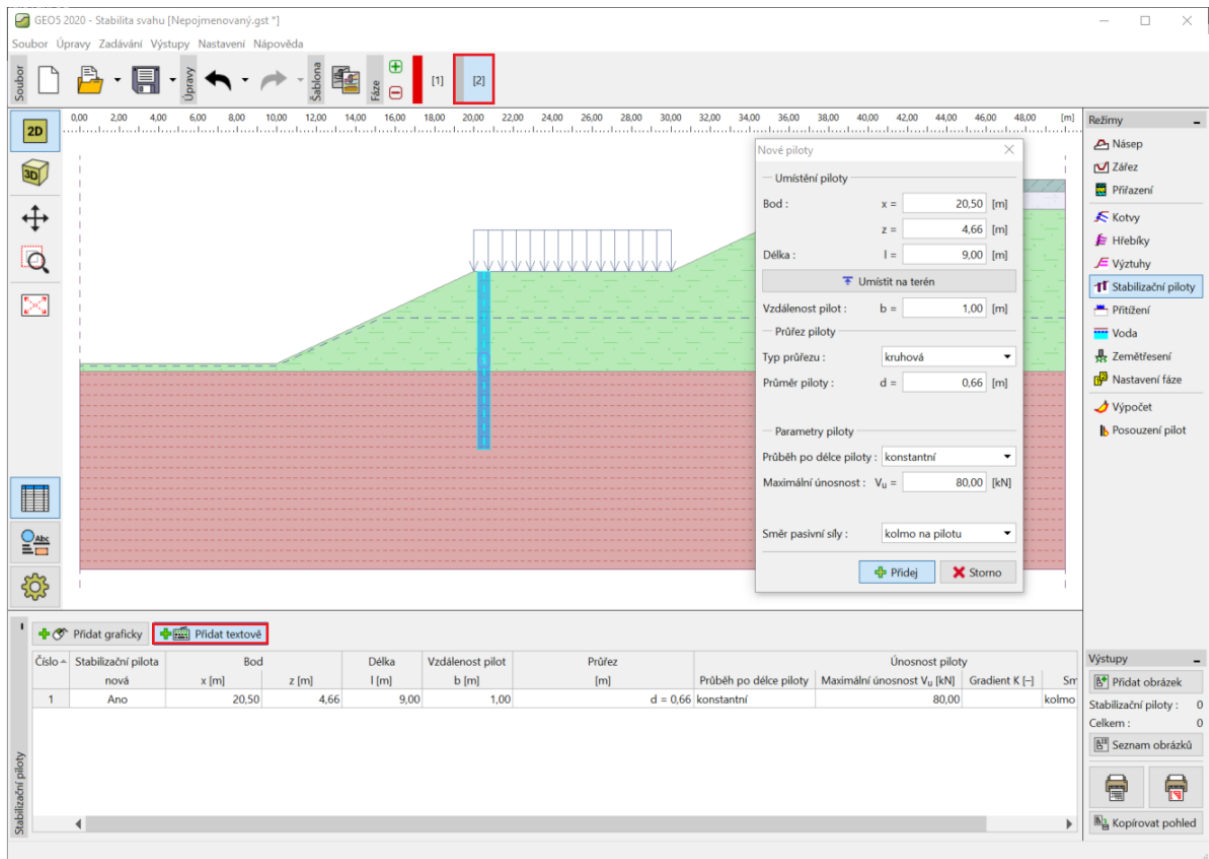 GEO5 2020 - Stabilita svahu [Nepojmenovaný.gst *]
Soubor Úpravy Zadávání Výstupy Nastavení Nápověda
Soubor
Úpravy
Šablona
Fáze
[1] [2]
2D
3D
0,00 2,00 4,00 6,00 8,00 10,00 12,00 14,00 16,00 18,00 20,00 22,00 24,00 26,00 28,00 30,00 32,00 34,00 36,00 38,00 40,00 42,00 44,00 46,00 48,00 [m]
Nové piloty
Umístění piloty
Bod : x = 20,50 [m]
z = 4,66 [m]
Délka : l = 9,00 [m]
Umístit na terén
Vzdálenost pilot : b = 1,00 [m]
Průřez piloty
Typ průřezu : kruhová
Průměr piloty : d = 0,66 [m]
Parametry piloty
Průběh po délce piloty : konstantní
Maximální únosnost : Vu = 80,00 [kN]
Směr pasivní síly : kolmo na pilotu
Přidej Storno
Režimy
Násep
Zářez
Přiřazení
Kotvy
Hřebíky
Výztuhy
Stabilizační piloty
Přitížení
Voda
Zemětřesení
Nastavení fáze
Výpočet
Posouzení pilot
Abc
Přidat graficky Přidat textově
Číslo Stabilizační pilota Bod Délka Vzdálenost pilot Průřez Únosnost piloty
nová x [m] z [m] l [m] b [m] [m] Průběh po délce piloty Maximální únosnost Vu [kN] Gradient K [–] Sm
1 Ano 20,50 4,66 9,00 1,00 d = 0,66 konstantní 80,00 kolmo
Stabilizační piloty
Výstupy
Přidat obrázek
Stabilizační piloty : 0
Celkem : 0
Seznam obrázků
Kopírovat pohled